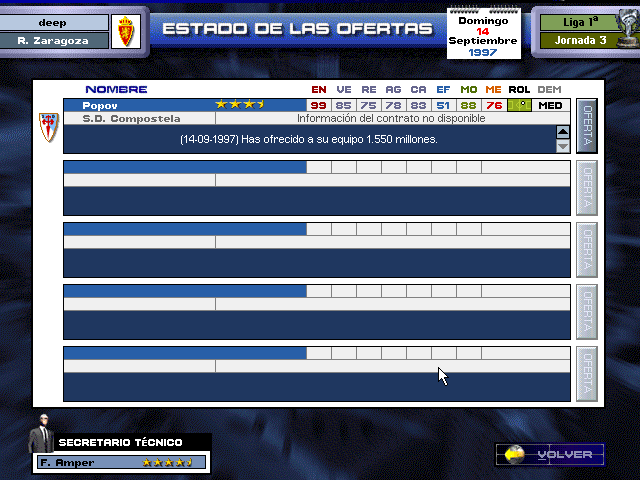 deep
R. Zaragoza
ESTADO DE LAS OFERTAS
Domingo
14
Septiembre
1997
Liga 1ª
Jornada 3
NOMBRE EN VE RE AG CA EF MO ME ROL DEM
Popov 99 85 75 78 83 51 88 76 MED
S.D. Compostela Información del contrato no disponible
(14-09-1997) Has ofrecido a su equipo 1.550 millones.
OFERTA
OFERTA
OFERTA
OFERTA
OFERTA
SECRETARIO TÉCNICO
F. Amper
VOLVER